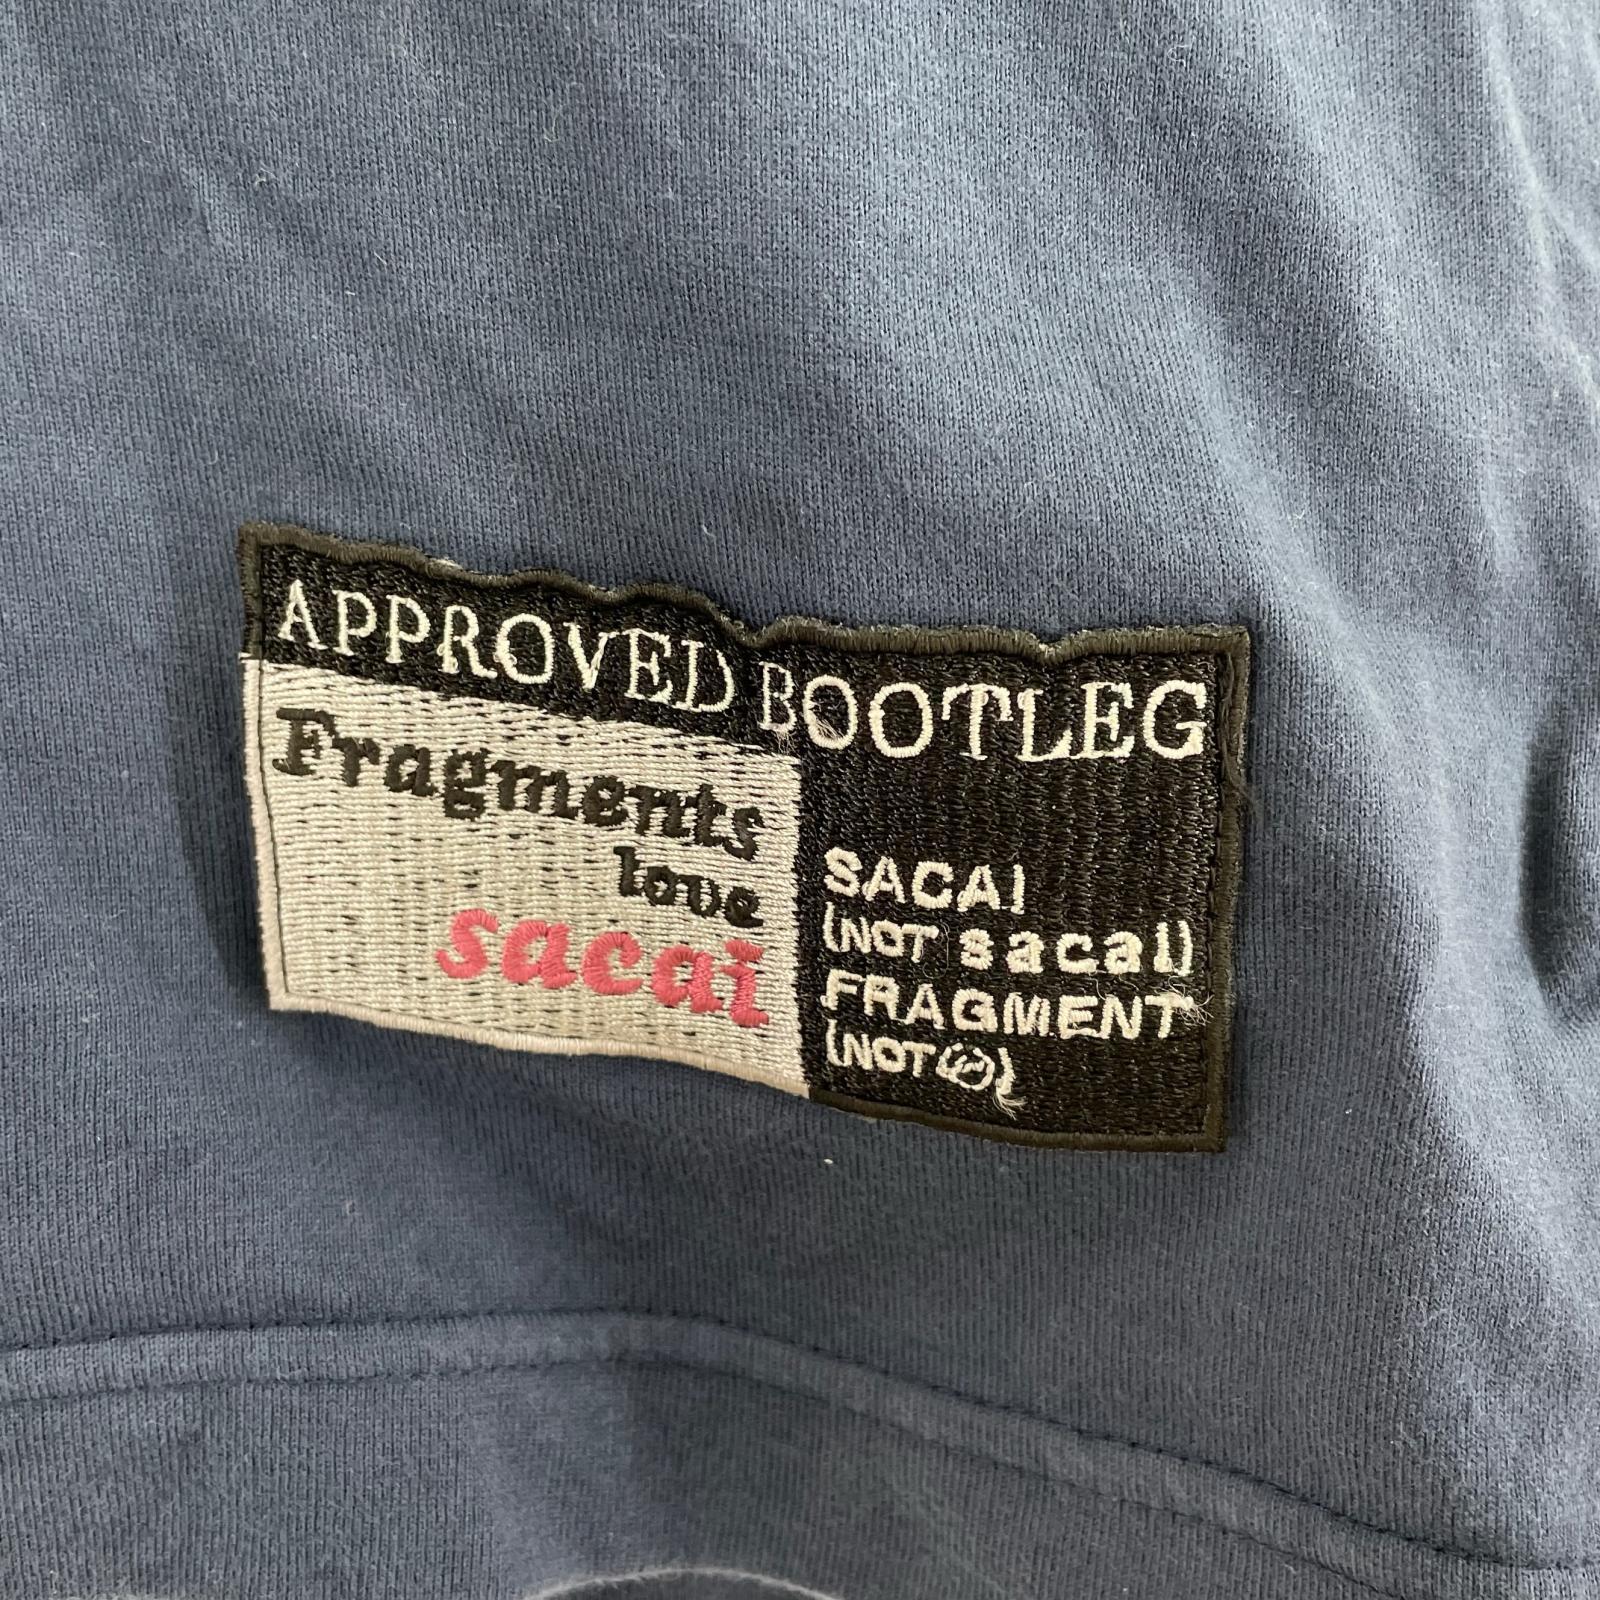 APPROVED BOOTLEG
Fragments
love
sacai
SACAI
(NOT sacai)
FRAGMENT
(NOT )